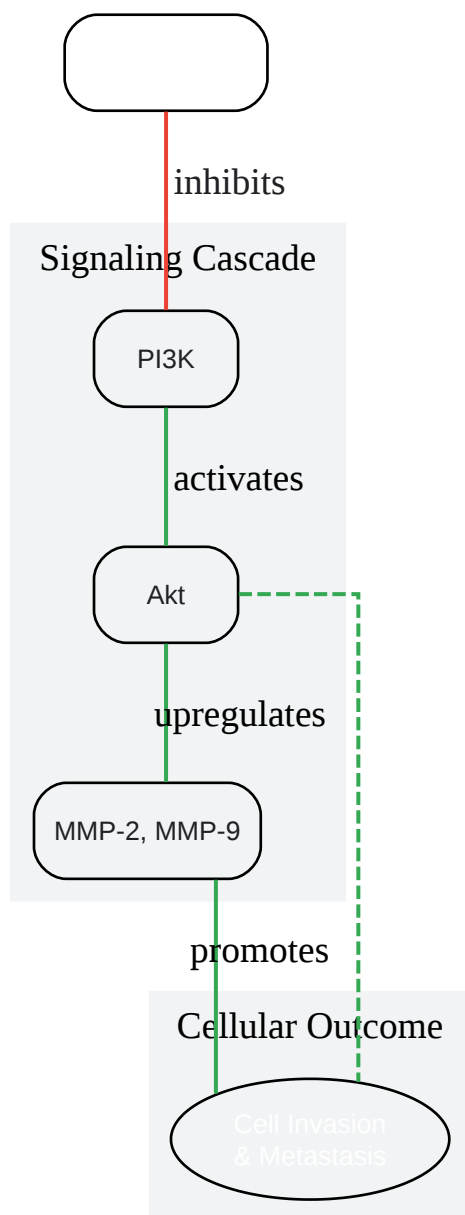 inhibits
Signaling Cascade
PI3K
activates
Akt
upregulates
MMP-2, MMP-9
promotes
Cellular Outcome
Cell Invasion
& Metastasis